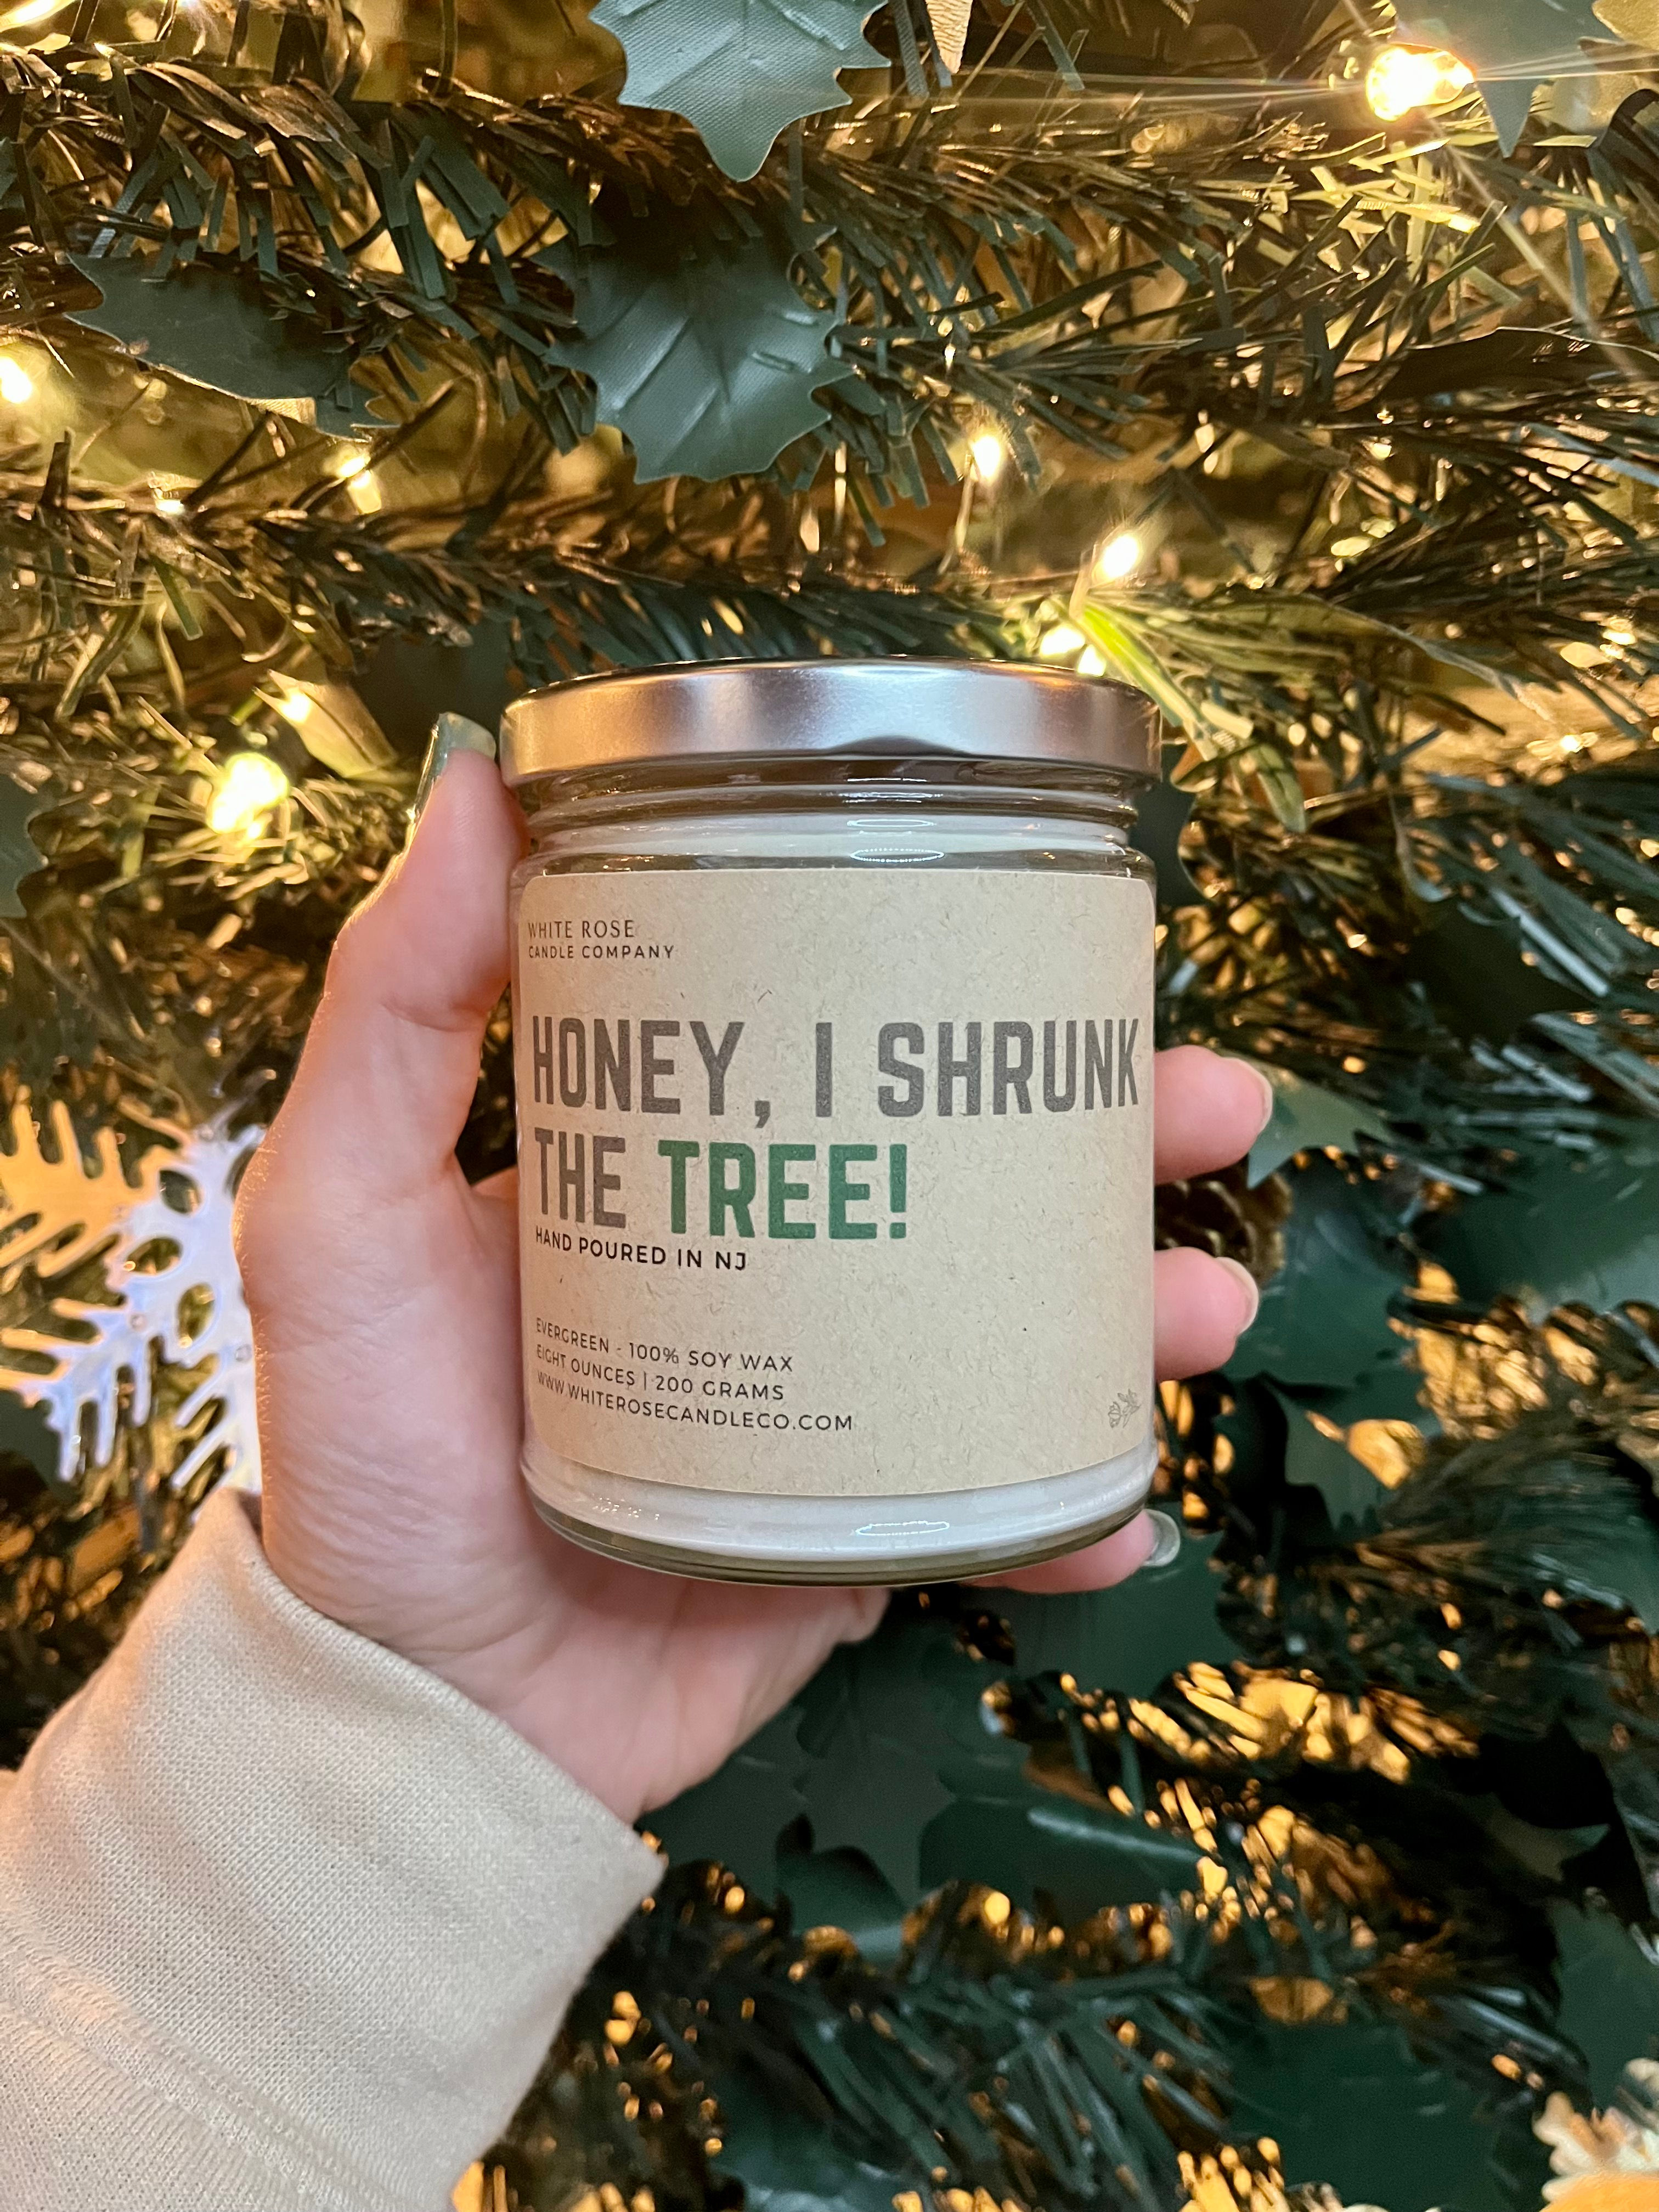 WHITE ROSE
CANDLE COMPANY
HONEY, I SHRUNK
THE TREE!
HAND POURED IN NJ
EVERGREEN - 100% SOY WAX
EIGHT OUNCES | 200 GRAMS
WWW.WHITEROSECANDLECO.COM